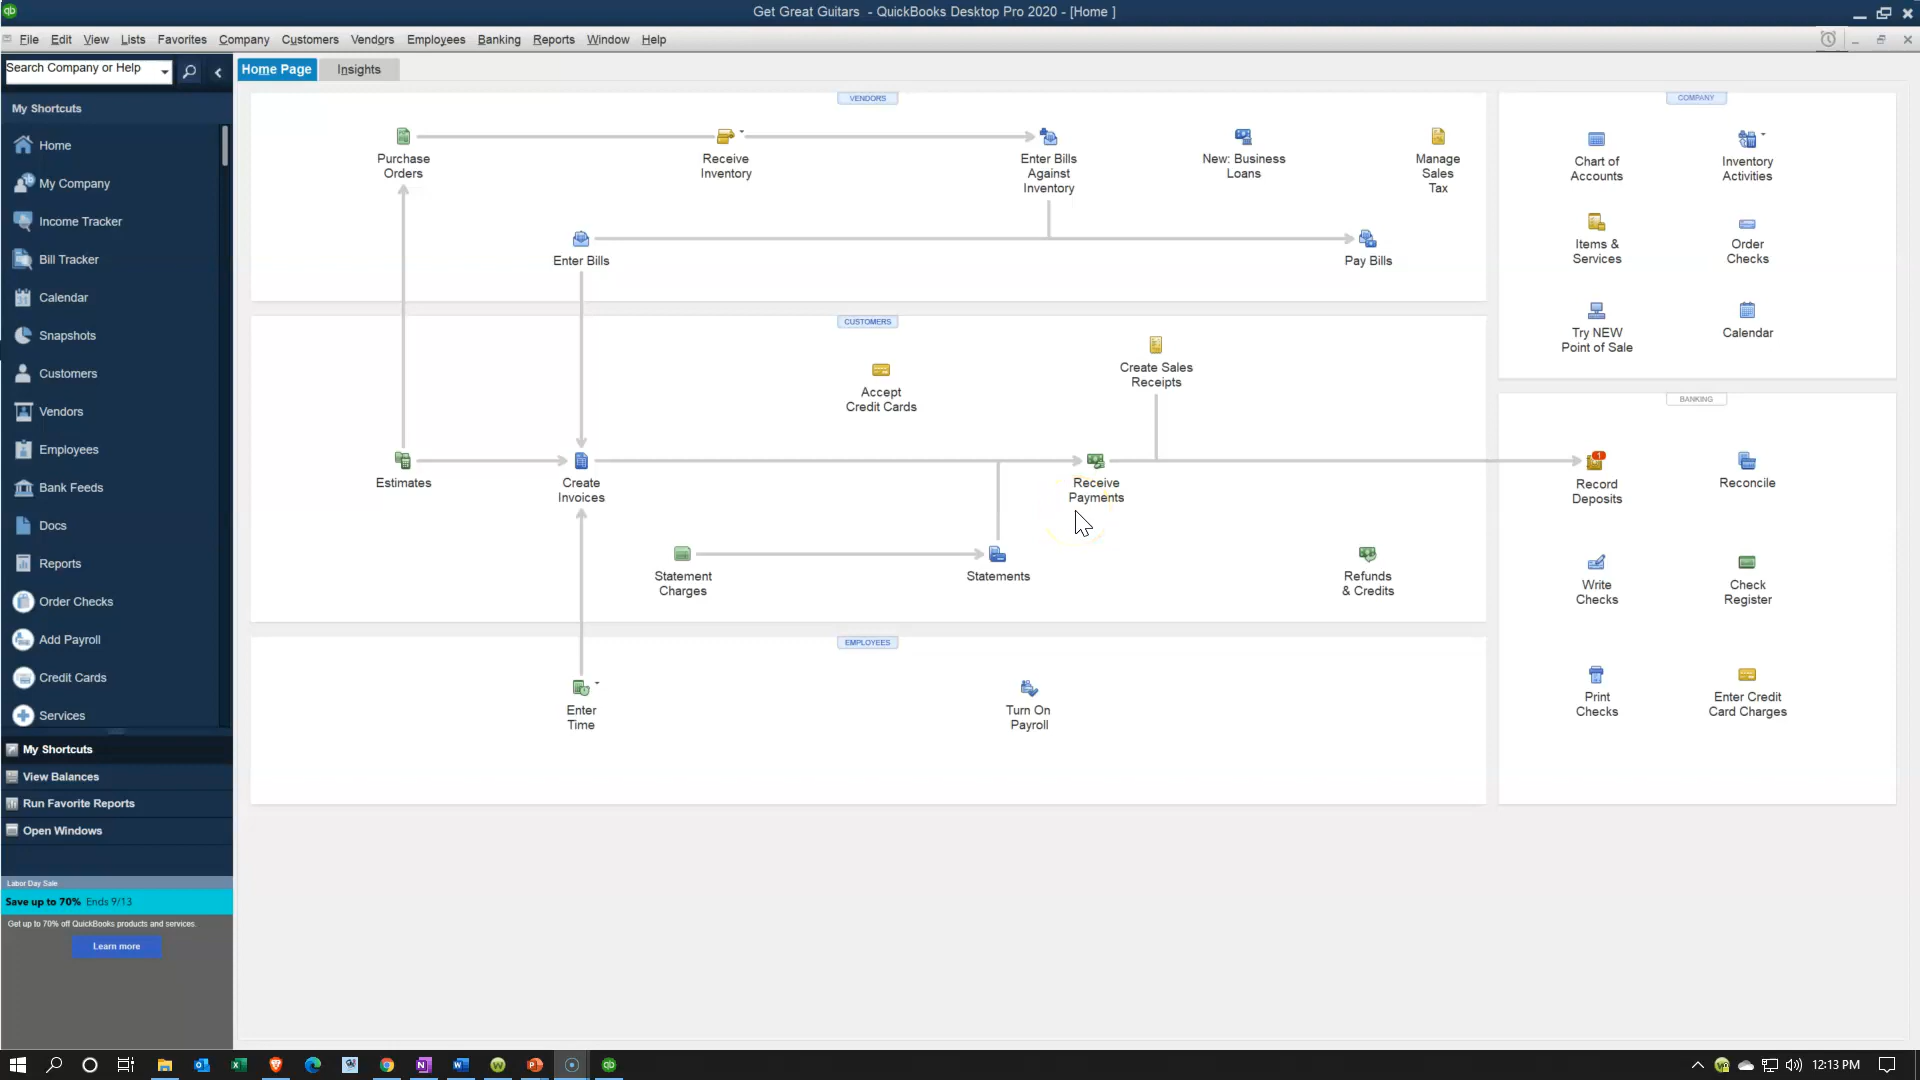 Get Great Guitars - QuickBooks Desktop Pro 2020 - [Home ]
File Edit View Lists Favorites Company Customers Vendors Employees Banking Reports Window Help
Search Company or Help
Home Page
Insights
My Shortcuts
Home
My Company
Income Tracker
Bill Tracker
Calendar
Snapshots
Customers
Vendors
Employees
Bank Feeds
Docs
Reports
Order Checks
Add Payroll
Credit Cards
Services
My Shortcuts
View Balances
Run Favorite Reports
Open Windows
Labor Day Sale
Save up to 70% Ends 9/13
Get up to 70% off QuickBooks products and services.
Learn more
VENDORS
Purchase
Orders
Receive
Inventory
Enter Bills
Against
Inventory
New: Business
Loans
Manage
Sales
Tax
Enter Bills
Pay Bills
CUSTOMERS
Create Sales
Receipts
Accept
Credit Cards
Estimates
Create
Invoices
Receive
Payments
Statement
Charges
Statements
Refunds
& Credits
EMPLOYEES
Enter
Time
Turn On
Payroll
COMPANY
Chart of
Accounts
Inventory
Activities
Items &
Services
Order
Checks
Try NEW
Point of Sale
Calendar
BANKING
1
Record
Deposits
Reconcile
Write
Checks
Check
Register
Print
Checks
Enter Credit
Card Charges
12:13 PM